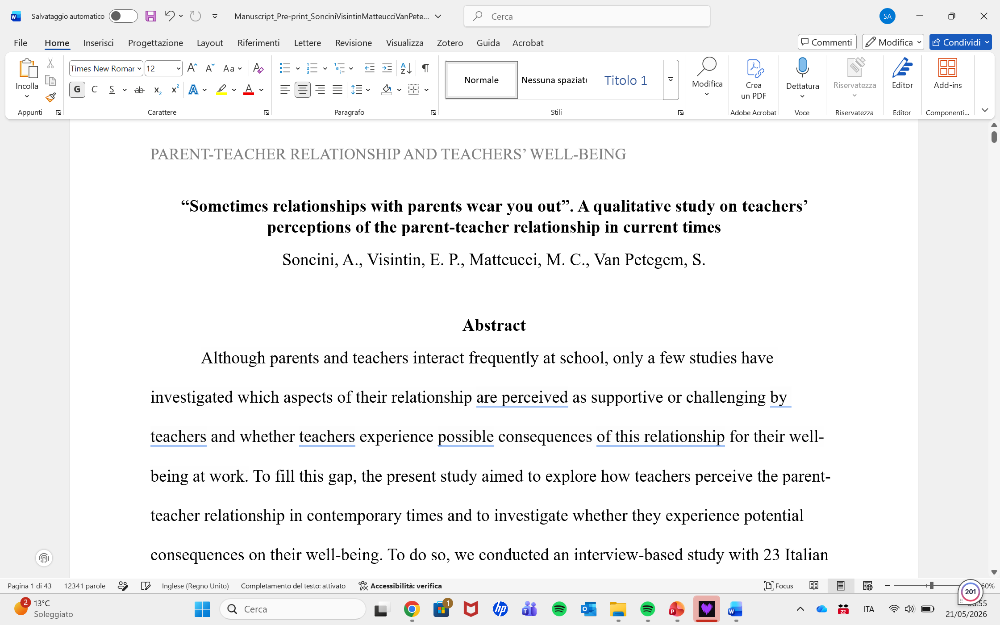 Salvataggio automatico
Manuscript_Pre-print_SonciniVisintinMatteucciVanPete...
Cerca
SA
File Home Inserisci Progettazione Layout Riferimenti Lettere Revisione Visualizza Zotero Guida Acrobat
Commenti Modifica Condividi
Incolla
Appunti
Times New Romar 12
G C S ab x2 x2 A A
Carattere
Paragrafo
Normale Nessuna spaziatu Titolo 1
Stili
Modifica
Crea
un PDF
Adobe Acrobat
Dettatura
Voce
Riservatezza
Riservatezza
Editor
Editor
Add-ins
Componenti...
PARENT-TEACHER RELATIONSHIP AND TEACHERS’ WELL-BEING
“Sometimes relationships with parents wear you out”. A qualitative study on teachers’
perceptions of the parent-teacher relationship in current times
Soncini, A., Visintin, E. P., Matteucci, M. C., Van Petegem, S.
Abstract
Although parents and teachers interact frequently at school, only a few studies have
investigated which aspects of their relationship are perceived as supportive or challenging by
teachers and whether teachers experience possible consequences of this relationship for their well-
being at work. To fill this gap, the present study aimed to explore how teachers perceive the parent-
teacher relationship in contemporary times and to investigate whether they experience potential
consequences on their well-being. To do so, we conducted an interview-based study with 23 Italian
Pagina 1 di 43 12341 parole Inglese (Regno Unito) Completamento del testo: attivato Accessibilità: verifica
Focus
201
2
13°C
Soleggiato
Cerca
1
22
ITA
21/05/2026